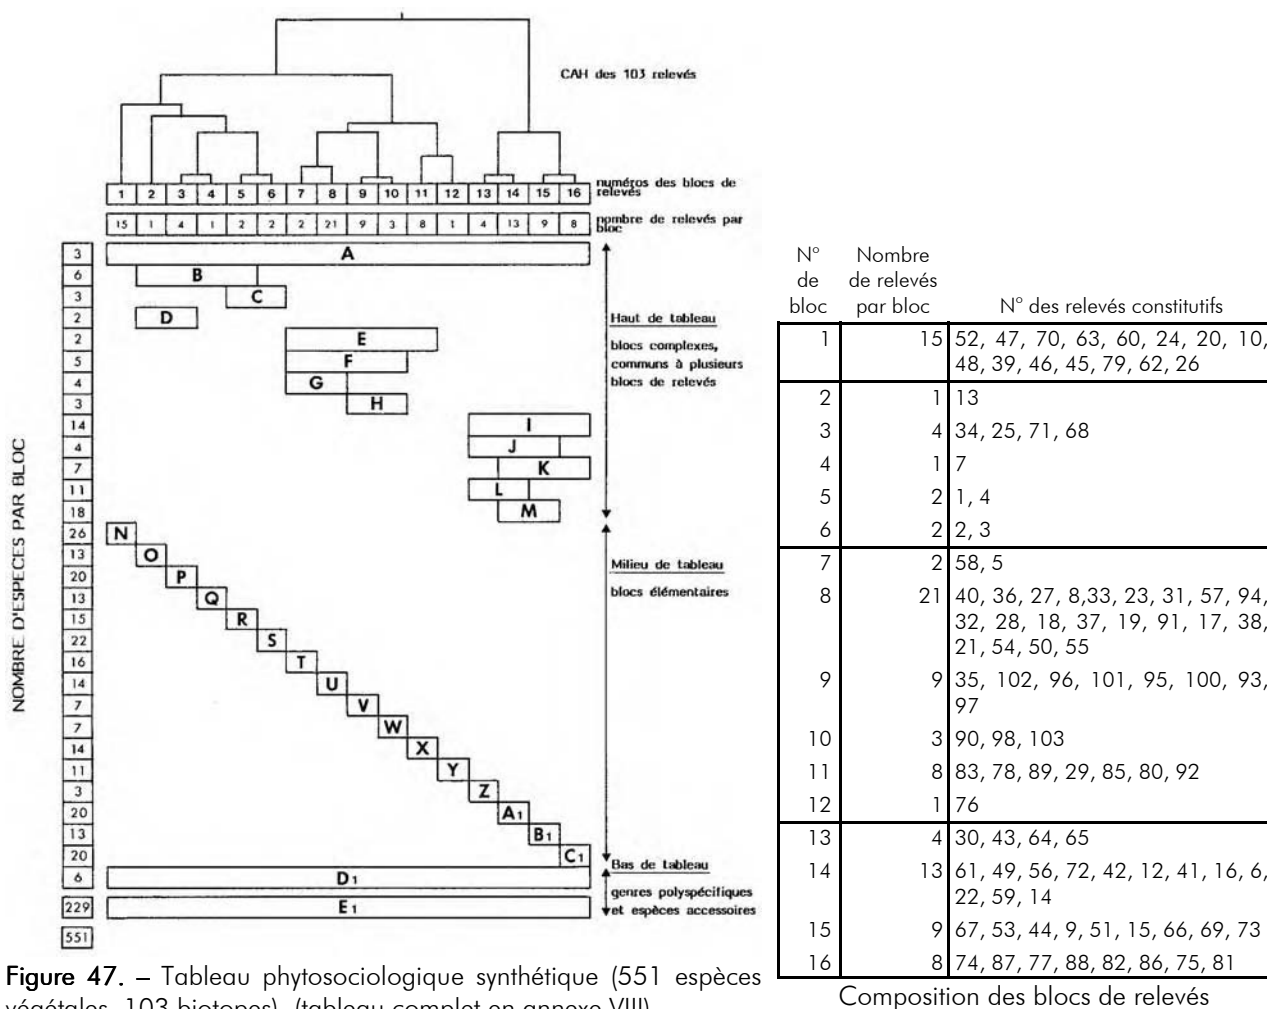 CAH des 103 relevés
1 2 3 4 5 6 7 8 9 10 11 12 13 14 15 16
numéros des blocs de
relevés
15 1 4 1 2 2 2 21 9 3 8 1 4 13 9 8
nombre de relevés par
bloc
NOMBRE D'ESPECES PAR BLOC
3 A
6 B
3 C
2 D
2 E
5 F
4 G
3 H
14 I
4 J
7 K
11 L
18 M
Haut de tableau
blocs complexes,
communs à plusieurs
blocs de relevés
26 N
13 O
20 P
13 Q
15 R
22 S
16 T
14 U
7 V
7 W
14 X
11 Y
3 Z
20 A1
13 B1
20 C1
Milieu de tableau
blocs élémentaires
6 D1
229 E1
551
Bas de tableau
genres polyspécifiques
et espèces accessoires
Figure 47. – Tableau phytosociologique synthétique (551 espèces
végétales, 103 biotopes) (tableau complet en annexe VIII)
N° Nombre
de de relevés
bloc par bloc N° des relevés constitutifs
1 15 52, 47, 70, 63, 60, 24, 20, 10,
48, 39, 46, 45, 79, 62, 26
2 1 13
3 4 34, 25, 71, 68
4 1 7
5 2 1, 4
6 2 2, 3
7 2 58, 5
8 21 40, 36, 27, 8,33, 23, 31, 57, 94,
32, 28, 18, 37, 19, 91, 17, 38,
21, 54, 50, 55
9 9 35, 102, 96, 101, 95, 100, 93,
97
10 3 90, 98, 103
11 8 83, 78, 89, 29, 85, 80, 92
12 1 76
13 4 30, 43, 64, 65
14 13 61, 49, 56, 72, 42, 12, 41, 16, 6,
22, 59, 14
15 9 67, 53, 44, 9, 51, 15, 66, 69, 73
16 8 74, 87, 77, 88, 82, 86, 75, 81
Composition des blocs de relevés